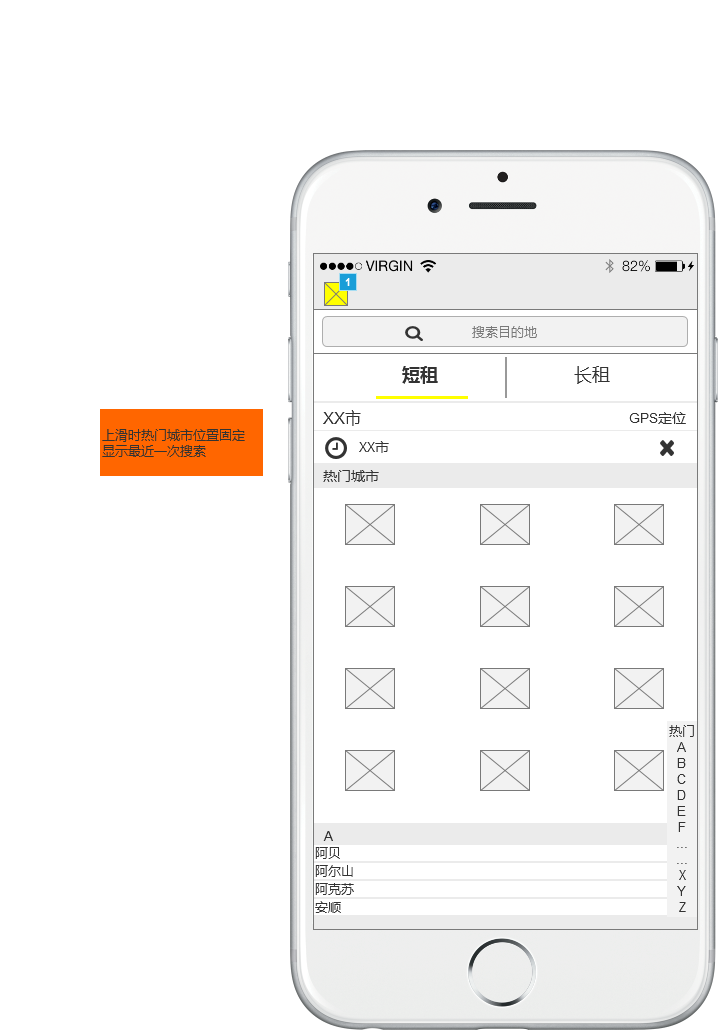 VIRGIN
82%
1
搜索目的地
短租
长租
XX市
GPS定位
XX市
热门城市
上滑时热门城市位置固定
显示最近一次搜索
热门
A
B
C
D
E
F
...
...
X
Y
Z
A
阿贝
阿尔山
阿克苏
安顺